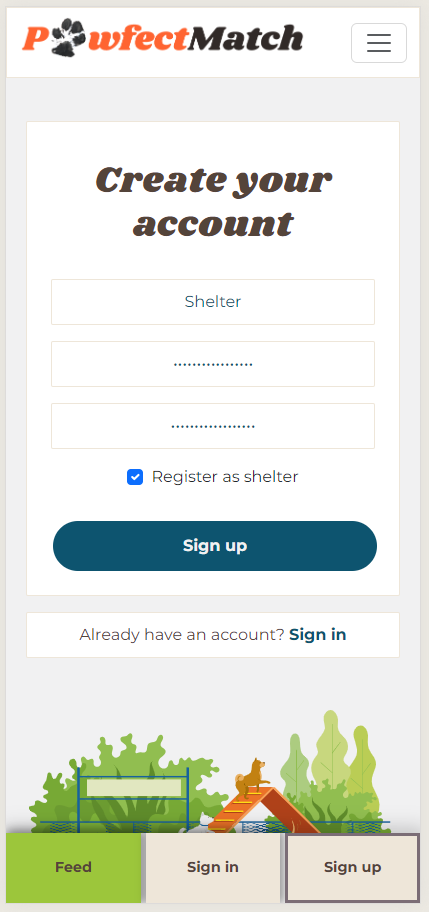 PawfectMatch
Create your
account
Shelter
Register as shelter
Sign up
Already have an account? Sign in
Feed
Sign in
Sign up